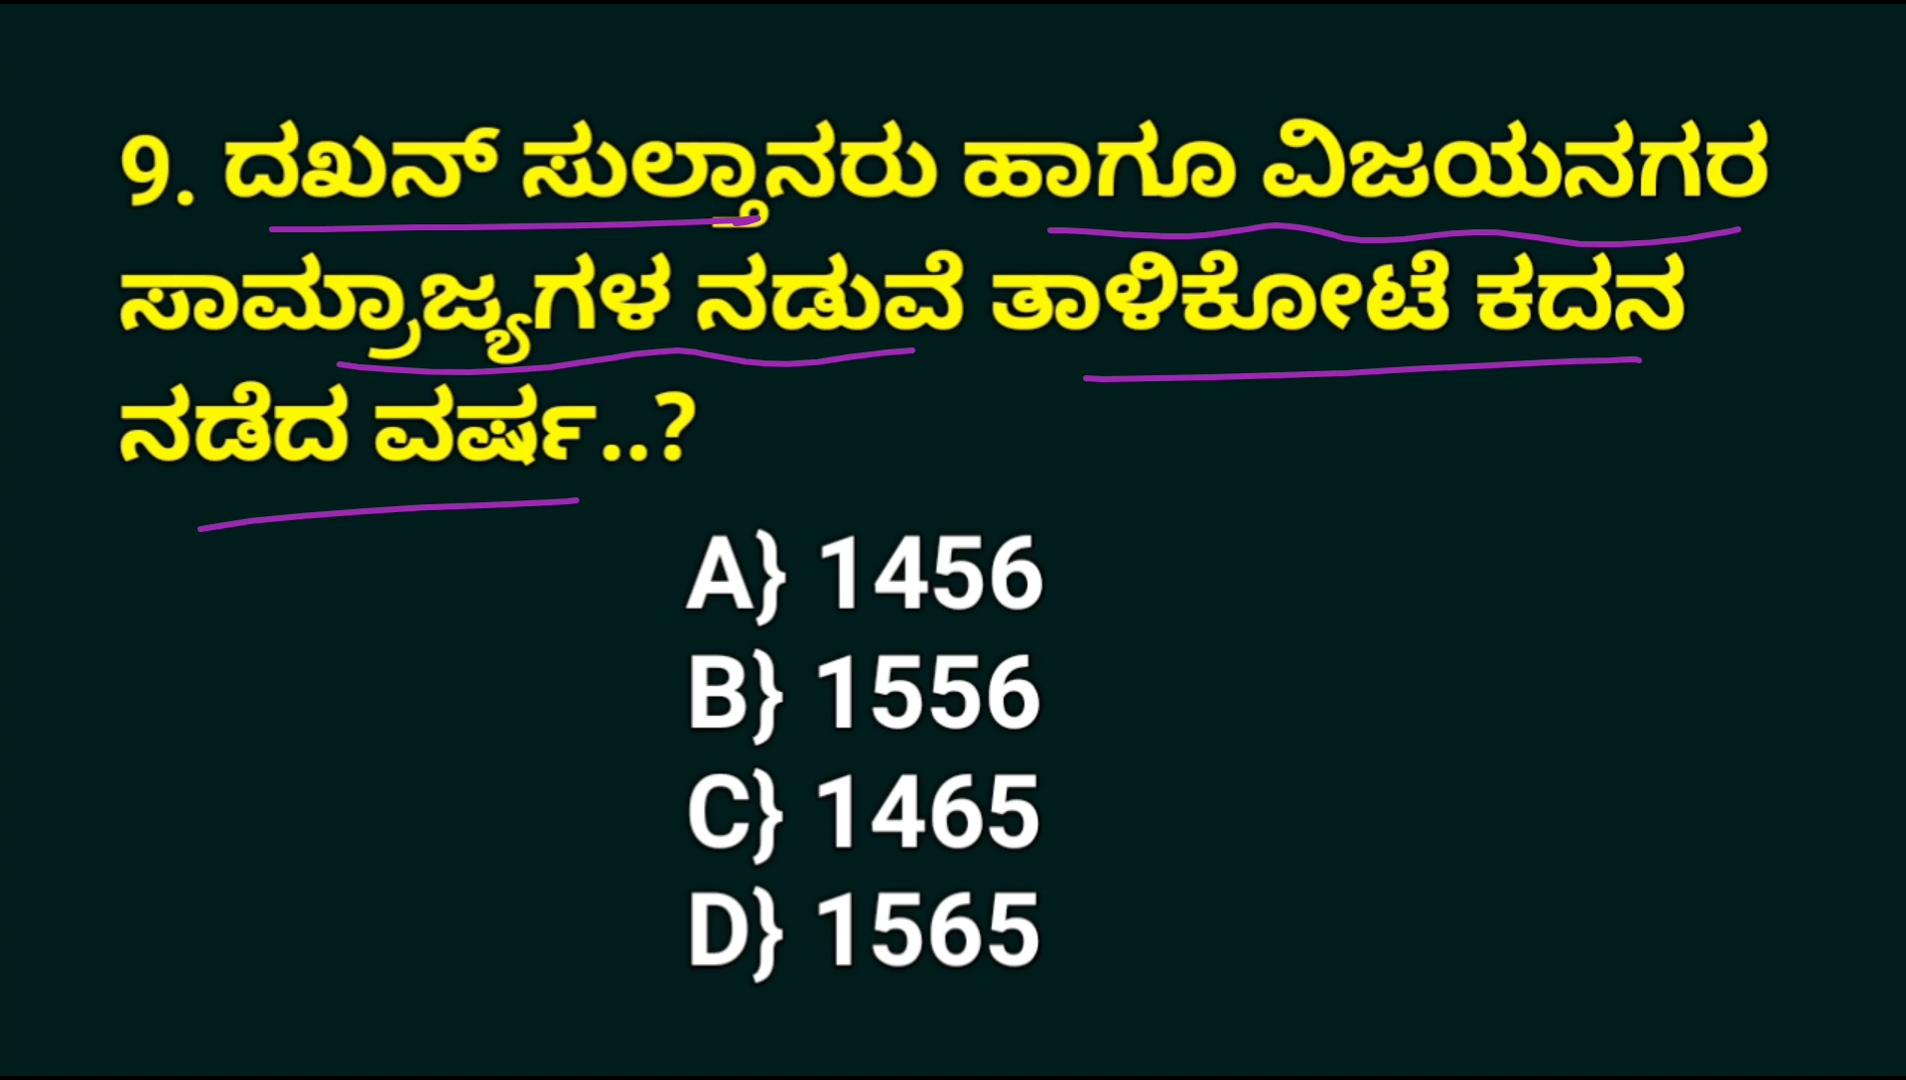 9. ದಖನ್ ಸುಲ್ತಾನರು ಹಾಗೂ ವಿಜಯನಗರ
ಸಾಮ್ರಾಜ್ಯಗಳ ನಡುವೆ ತಾಳಿಕೋಟೆ ಕದನ
ನಡೆದ ವರ್ಷ..?
A} 1456
B} 1556
C} 1465
D} 1565